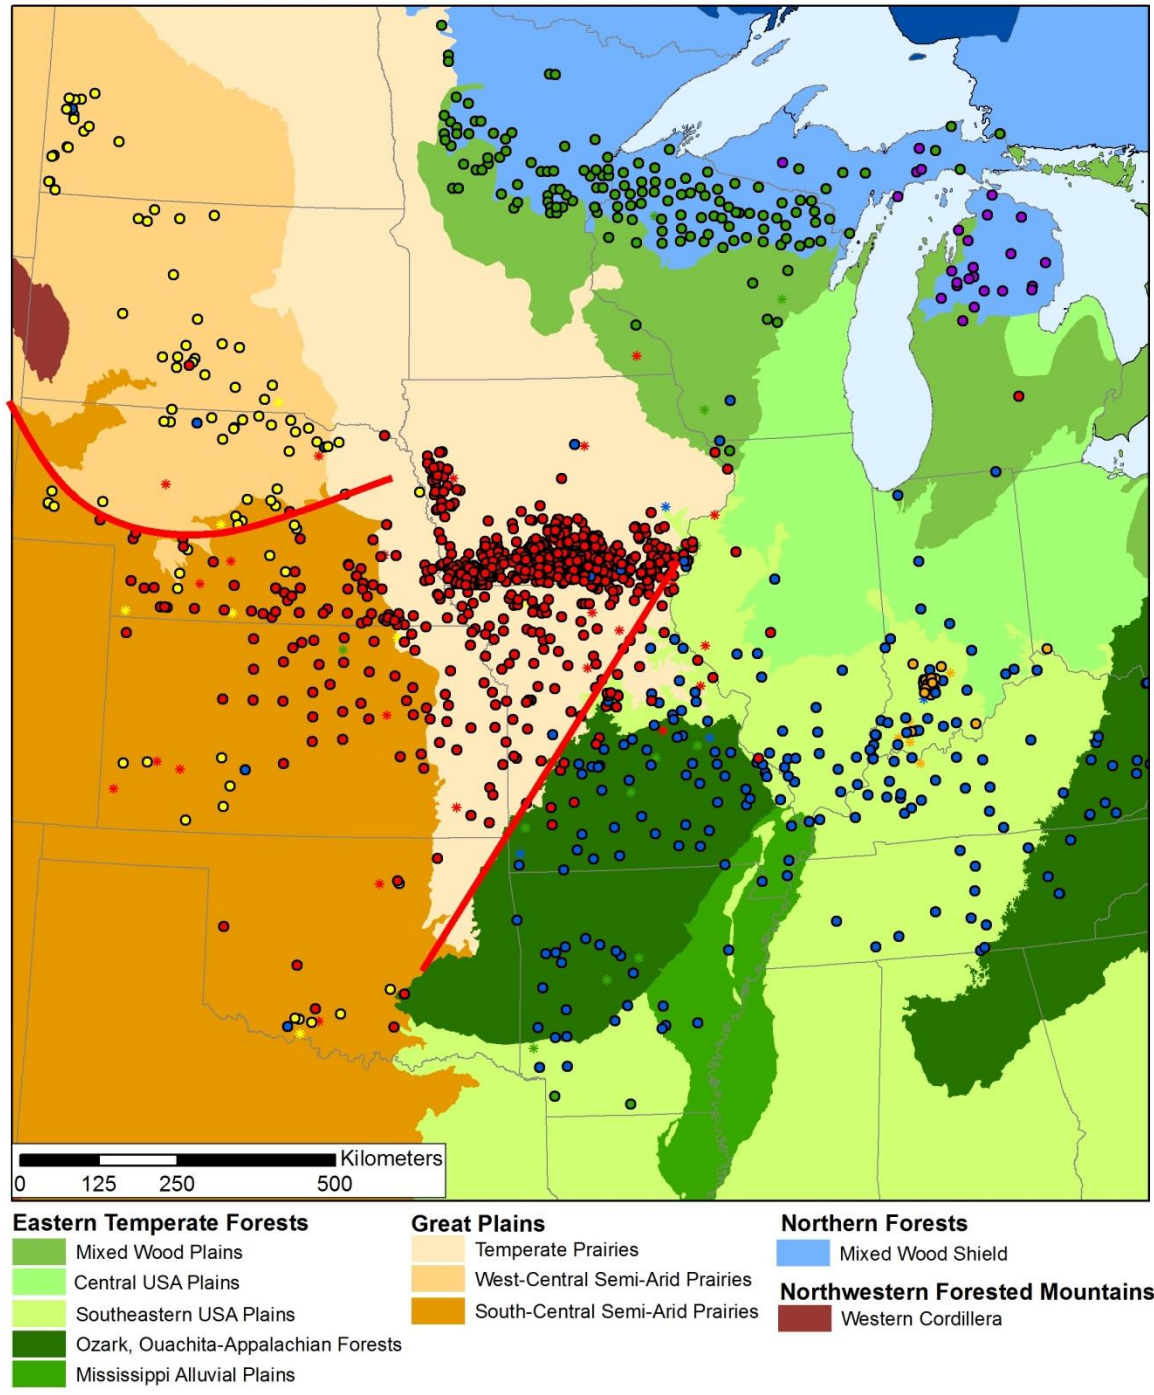 Kilometers
0 125 250 500
Eastern Temperate Forests
Mixed Wood Plains
Central USA Plains
Southeastern USA Plains
Ozark, Ouachita-Appalachian Forests
Mississippi Alluvial Plains
Great Plains
Temperate Prairies
West-Central Semi-Arid Prairies
South-Central Semi-Arid Prairies
Northern Forests
Mixed Wood Shield
Northwestern Forested Mountains
Western Cordillera